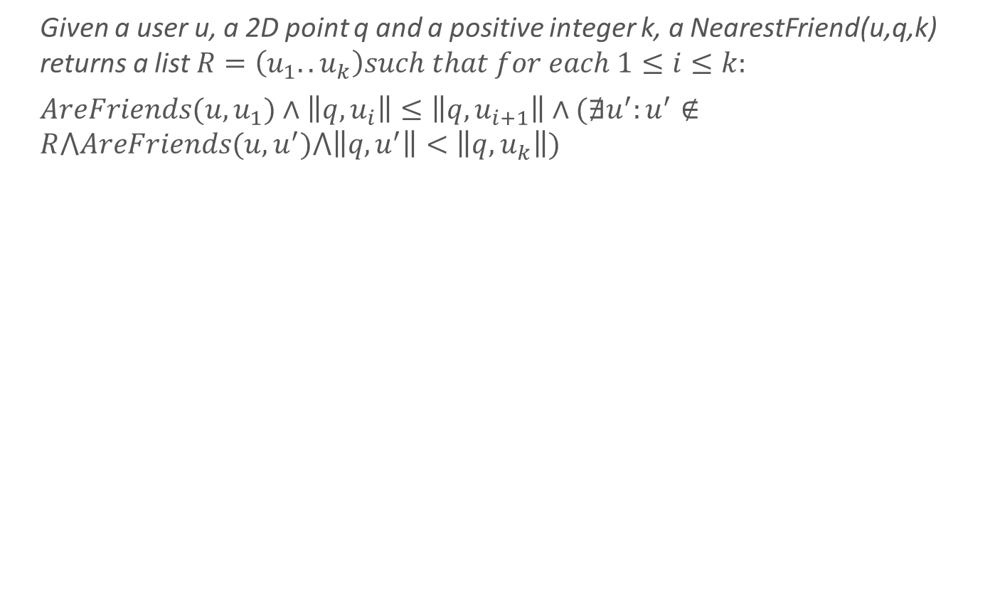 Given a user u, a 2D point q and a positive integer k, a NearestFriend(u,q,k)
returns a list R = (u₁..uₖ)such that for each 1 ≤ i ≤ k:
AreFriends(u, u₁) ∧ ‖q, uᵢ‖ ≤ ‖q, uᵢ₊₁‖ ∧ (∄u′: u′ ∉
R⋀AreFriends(u, u′)⋀‖q, u′‖ < ‖q, uₖ‖)